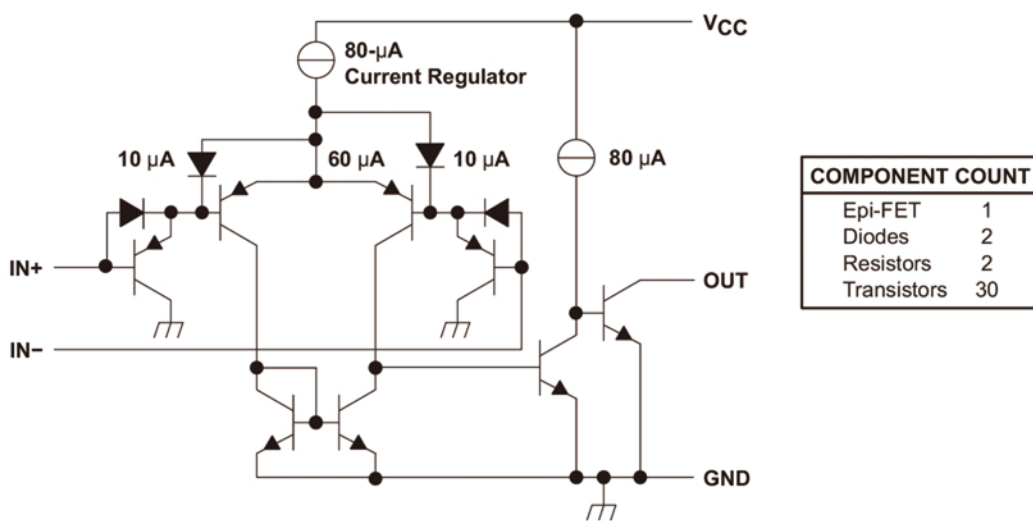 VCC
80-µA
Current Regulator
10 µA
60 µA
10 µA
80 µA
IN+
OUT
IN−
GND
COMPONENT COUNT
Epi-FET 1
Diodes 2
Resistors 2
Transistors 30